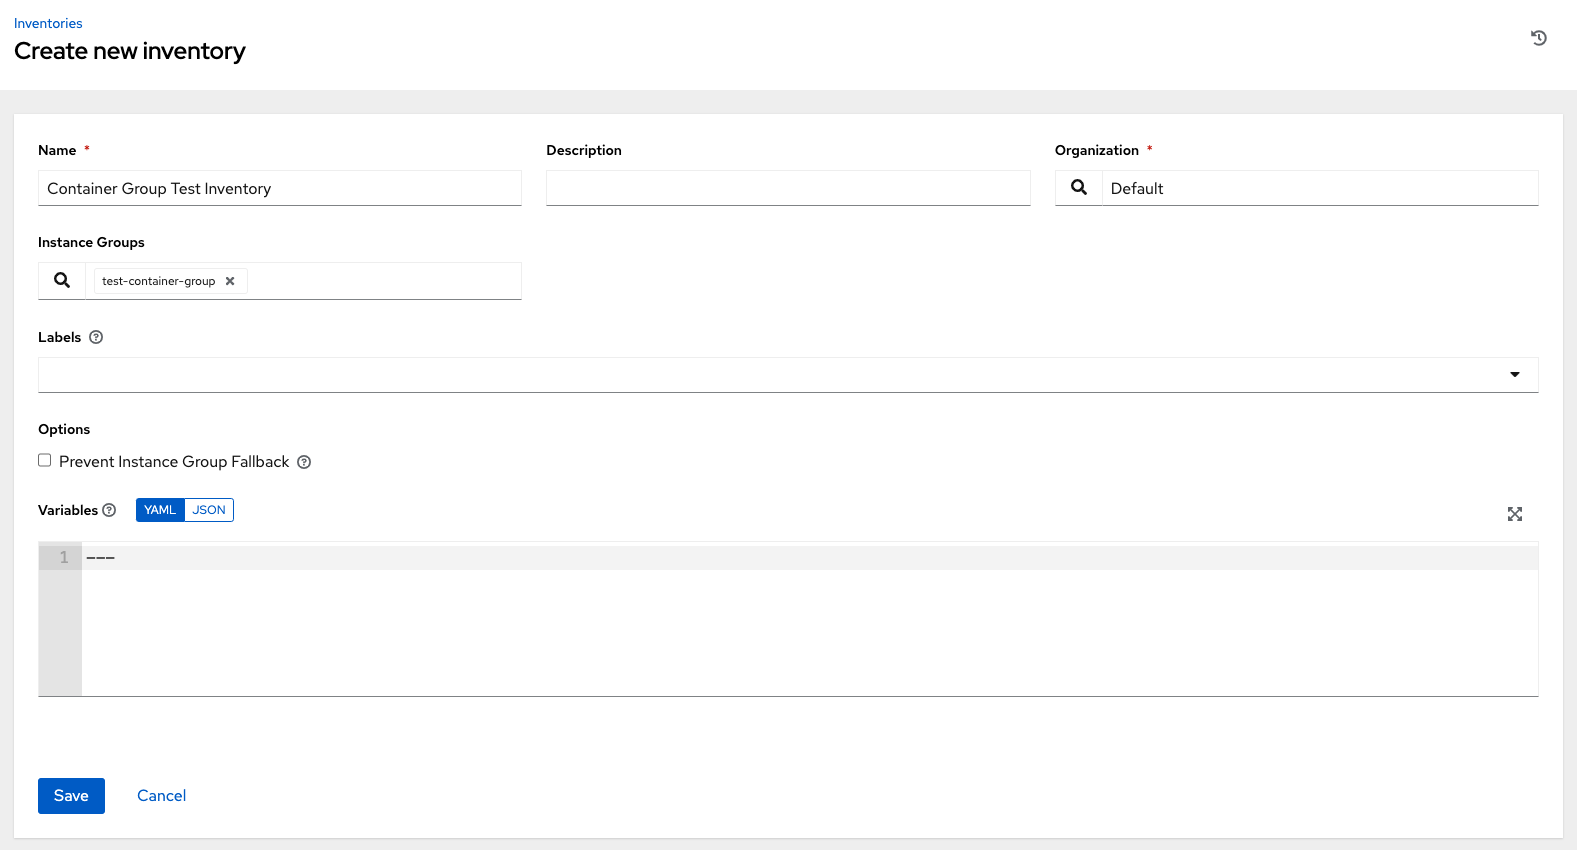 Inventories
Create new inventory
Name *
Description
Organization *
Container Group Test Inventory
Default
Instance Groups
test-container-group
Labels
Options
Prevent Instance Group Fallback
Variables YAML JSON
1 ---
Save Cancel